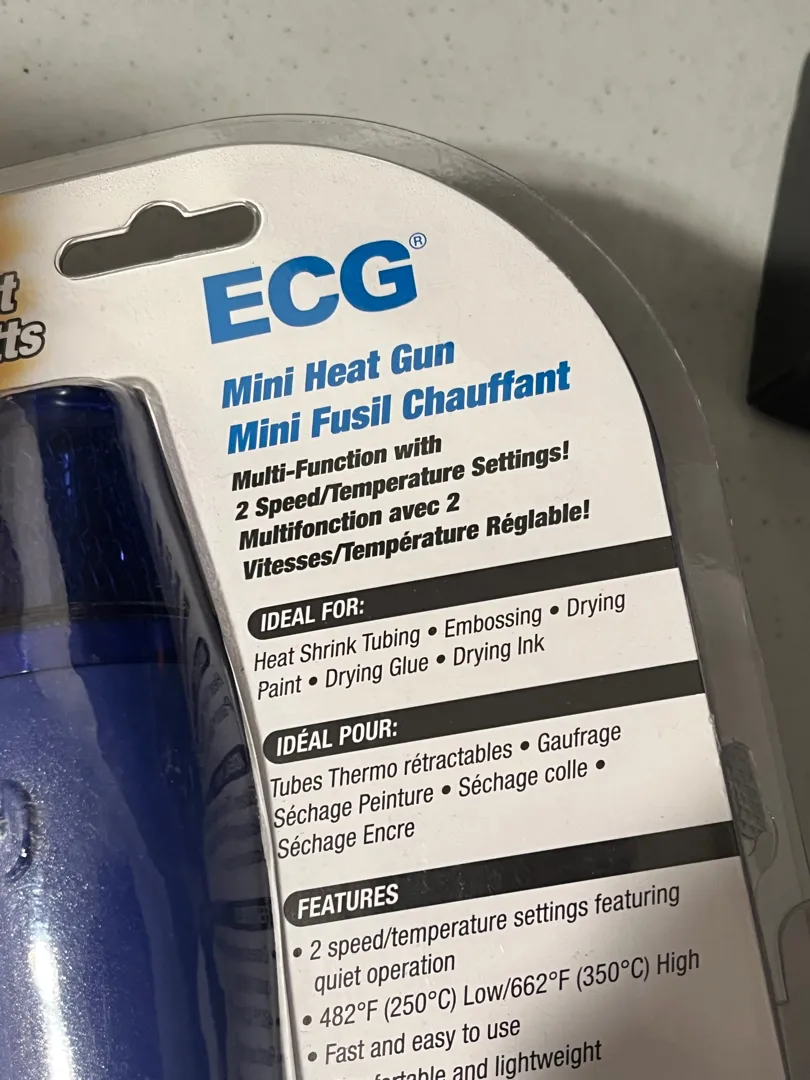 ECG®
Mini Heat Gun
Mini Fusil Chauffant
Multi-Function with
2 Speed/Temperature Settings!
Multifonction avec 2
Vitesses/Température Réglable!
IDEAL FOR:
Heat Shrink Tubing • Embossing • Drying
Paint • Drying Glue • Drying Ink
IDÉAL POUR:
Tubes Thermo rétractables • Gaufrage
Séchage Peinture • Séchage colle •
Séchage Encre
FEATURES
• 2 speed/temperature settings featuring
quiet operation
• 482°F (250°C) Low/662°F (350°C) High
• Fast and easy to use
and lightweight